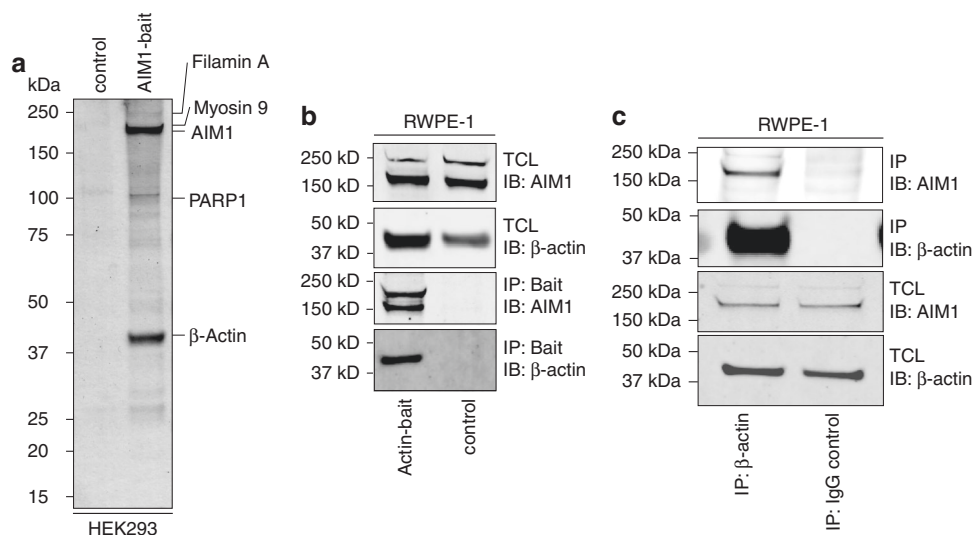 a
kDa
control
AIM1-bait
250
150
100
75
50
37
25
20
15
Filamin A
Myosin 9
AIM1
PARP1
β-Actin
HEK293
b
RWPE-1
250 kD
150 kD
TCL
IB: AIM1
50 kD
37 kD
TCL
IB: β-actin
250 kD
150 kD
IP: Bait
IB: AIM1
50 kD
37 kD
IP: Bait
IB: β-actin
Actin-bait
control
c
RWPE-1
250 kDa
150 kDa
IP
IB: AIM1
50 kDa
37 kDa
IP
IB: β-actin
250 kDa
150 kDa
TCL
IB: AIM1
50 kDa
37 kDa
TCL
IB: β-actin
IP: β-actin
IP: IgG control